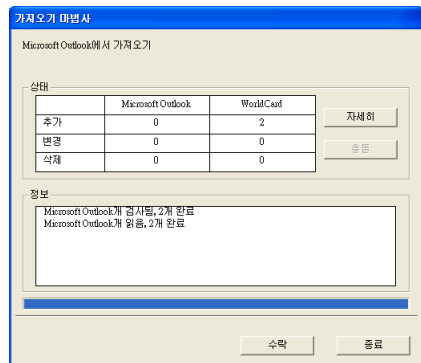 가져오기 마법사
Microsoft Outlook에서 가져오기
상태
Microsoft Outlook WorldCard
추가 0 2
변경 0 0
삭제 0 0
자세히
충돌
정보
Microsoft Outlook개 검사됨, 2개 완료
Microsoft Outlook개 읽음, 2개 완료
수락
종료